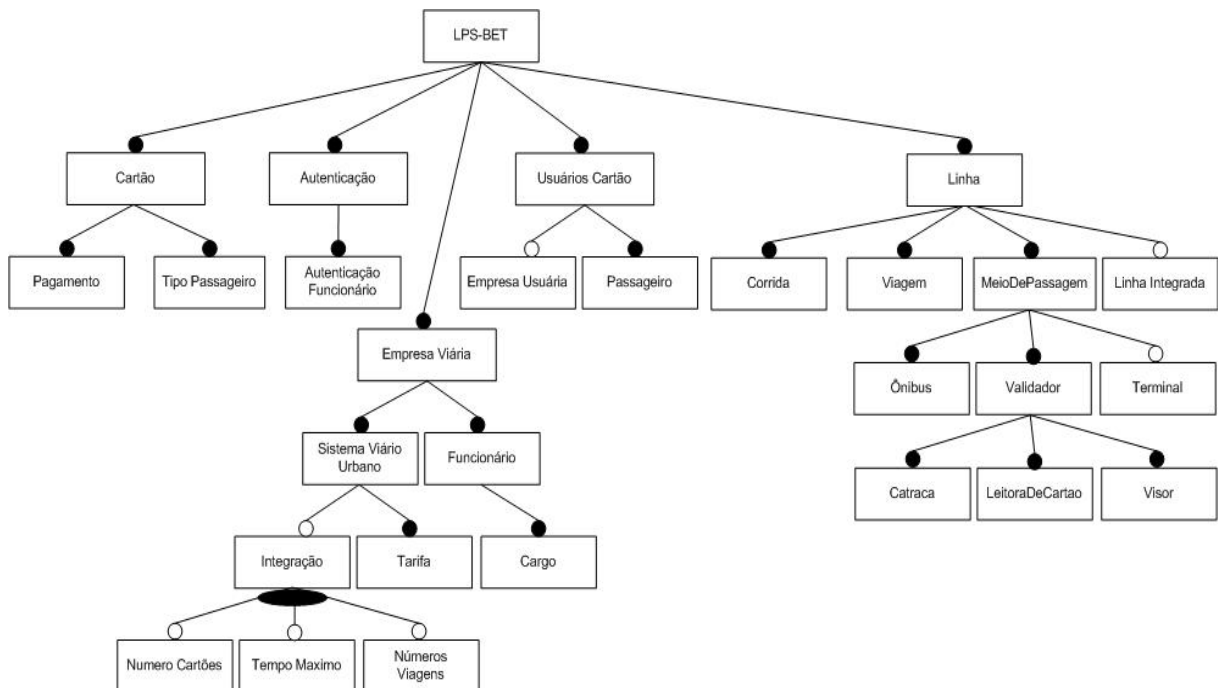 LPS-BET
Cartão
Autenticação
Usuários Cartão
Linha
Pagamento
Tipo Passageiro
Autenticação
Funcionário
Empresa Usuária
Passageiro
Corrida
Viagem
MeioDePassagem
Linha Integrada
Empresa Viária
Ônibus
Validador
Terminal
Sistema Viário
Urbano
Funcionário
Catraca
LeitoraDeCartao
Visor
Integração
Tarifa
Cargo
Numero Cartões
Tempo Maximo
Números
Viagens